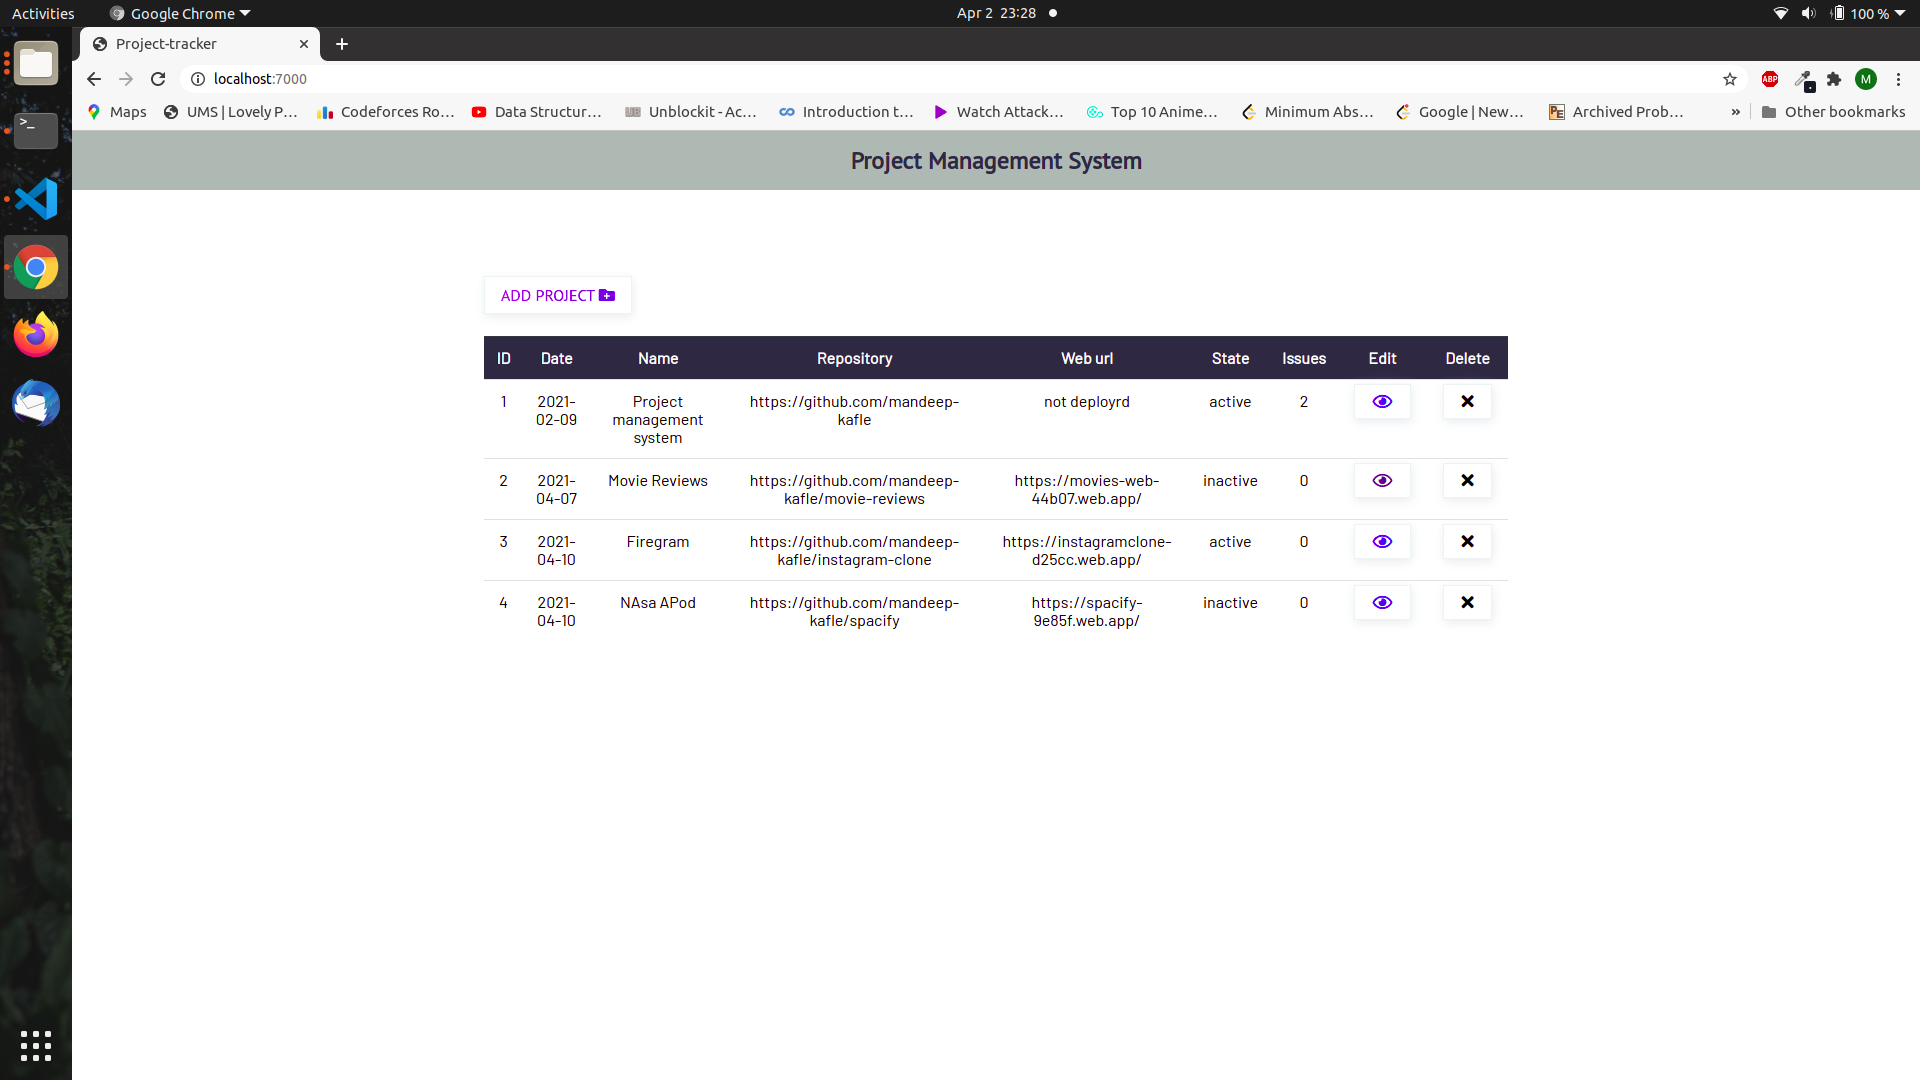 Activities Google Chrome Apr 2 23:28 100 %
Project-tracker
localhost:7000
ABP M
Maps UMS | Lovely P... Codeforces Ro... Data Structur... Unblockit - Ac... Introduction t... Watch Attack... Top 10 Anime... Minimum Abs... Google | New... Archived Prob... » Other bookmarks
Project Management System
ADD PROJECT
ID Date Name Repository Web url State Issues Edit Delete
1 2021- Project https://github.com/mandeep- not deployrd active 2
02-09 management kafle
system
2 2021- Movie Reviews https://github.com/mandeep- https://movies-web- inactive 0
04-07 kafle/movie-reviews 44b07.web.app/
3 2021- Firegram https://github.com/mandeep- https://instagramclone- active 0
04-10 kafle/instagram-clone d25cc.web.app/
4 2021- NAsa APod https://github.com/mandeep- https://spacify- inactive 0
04-10 kafle/spacify 9e85f.web.app/